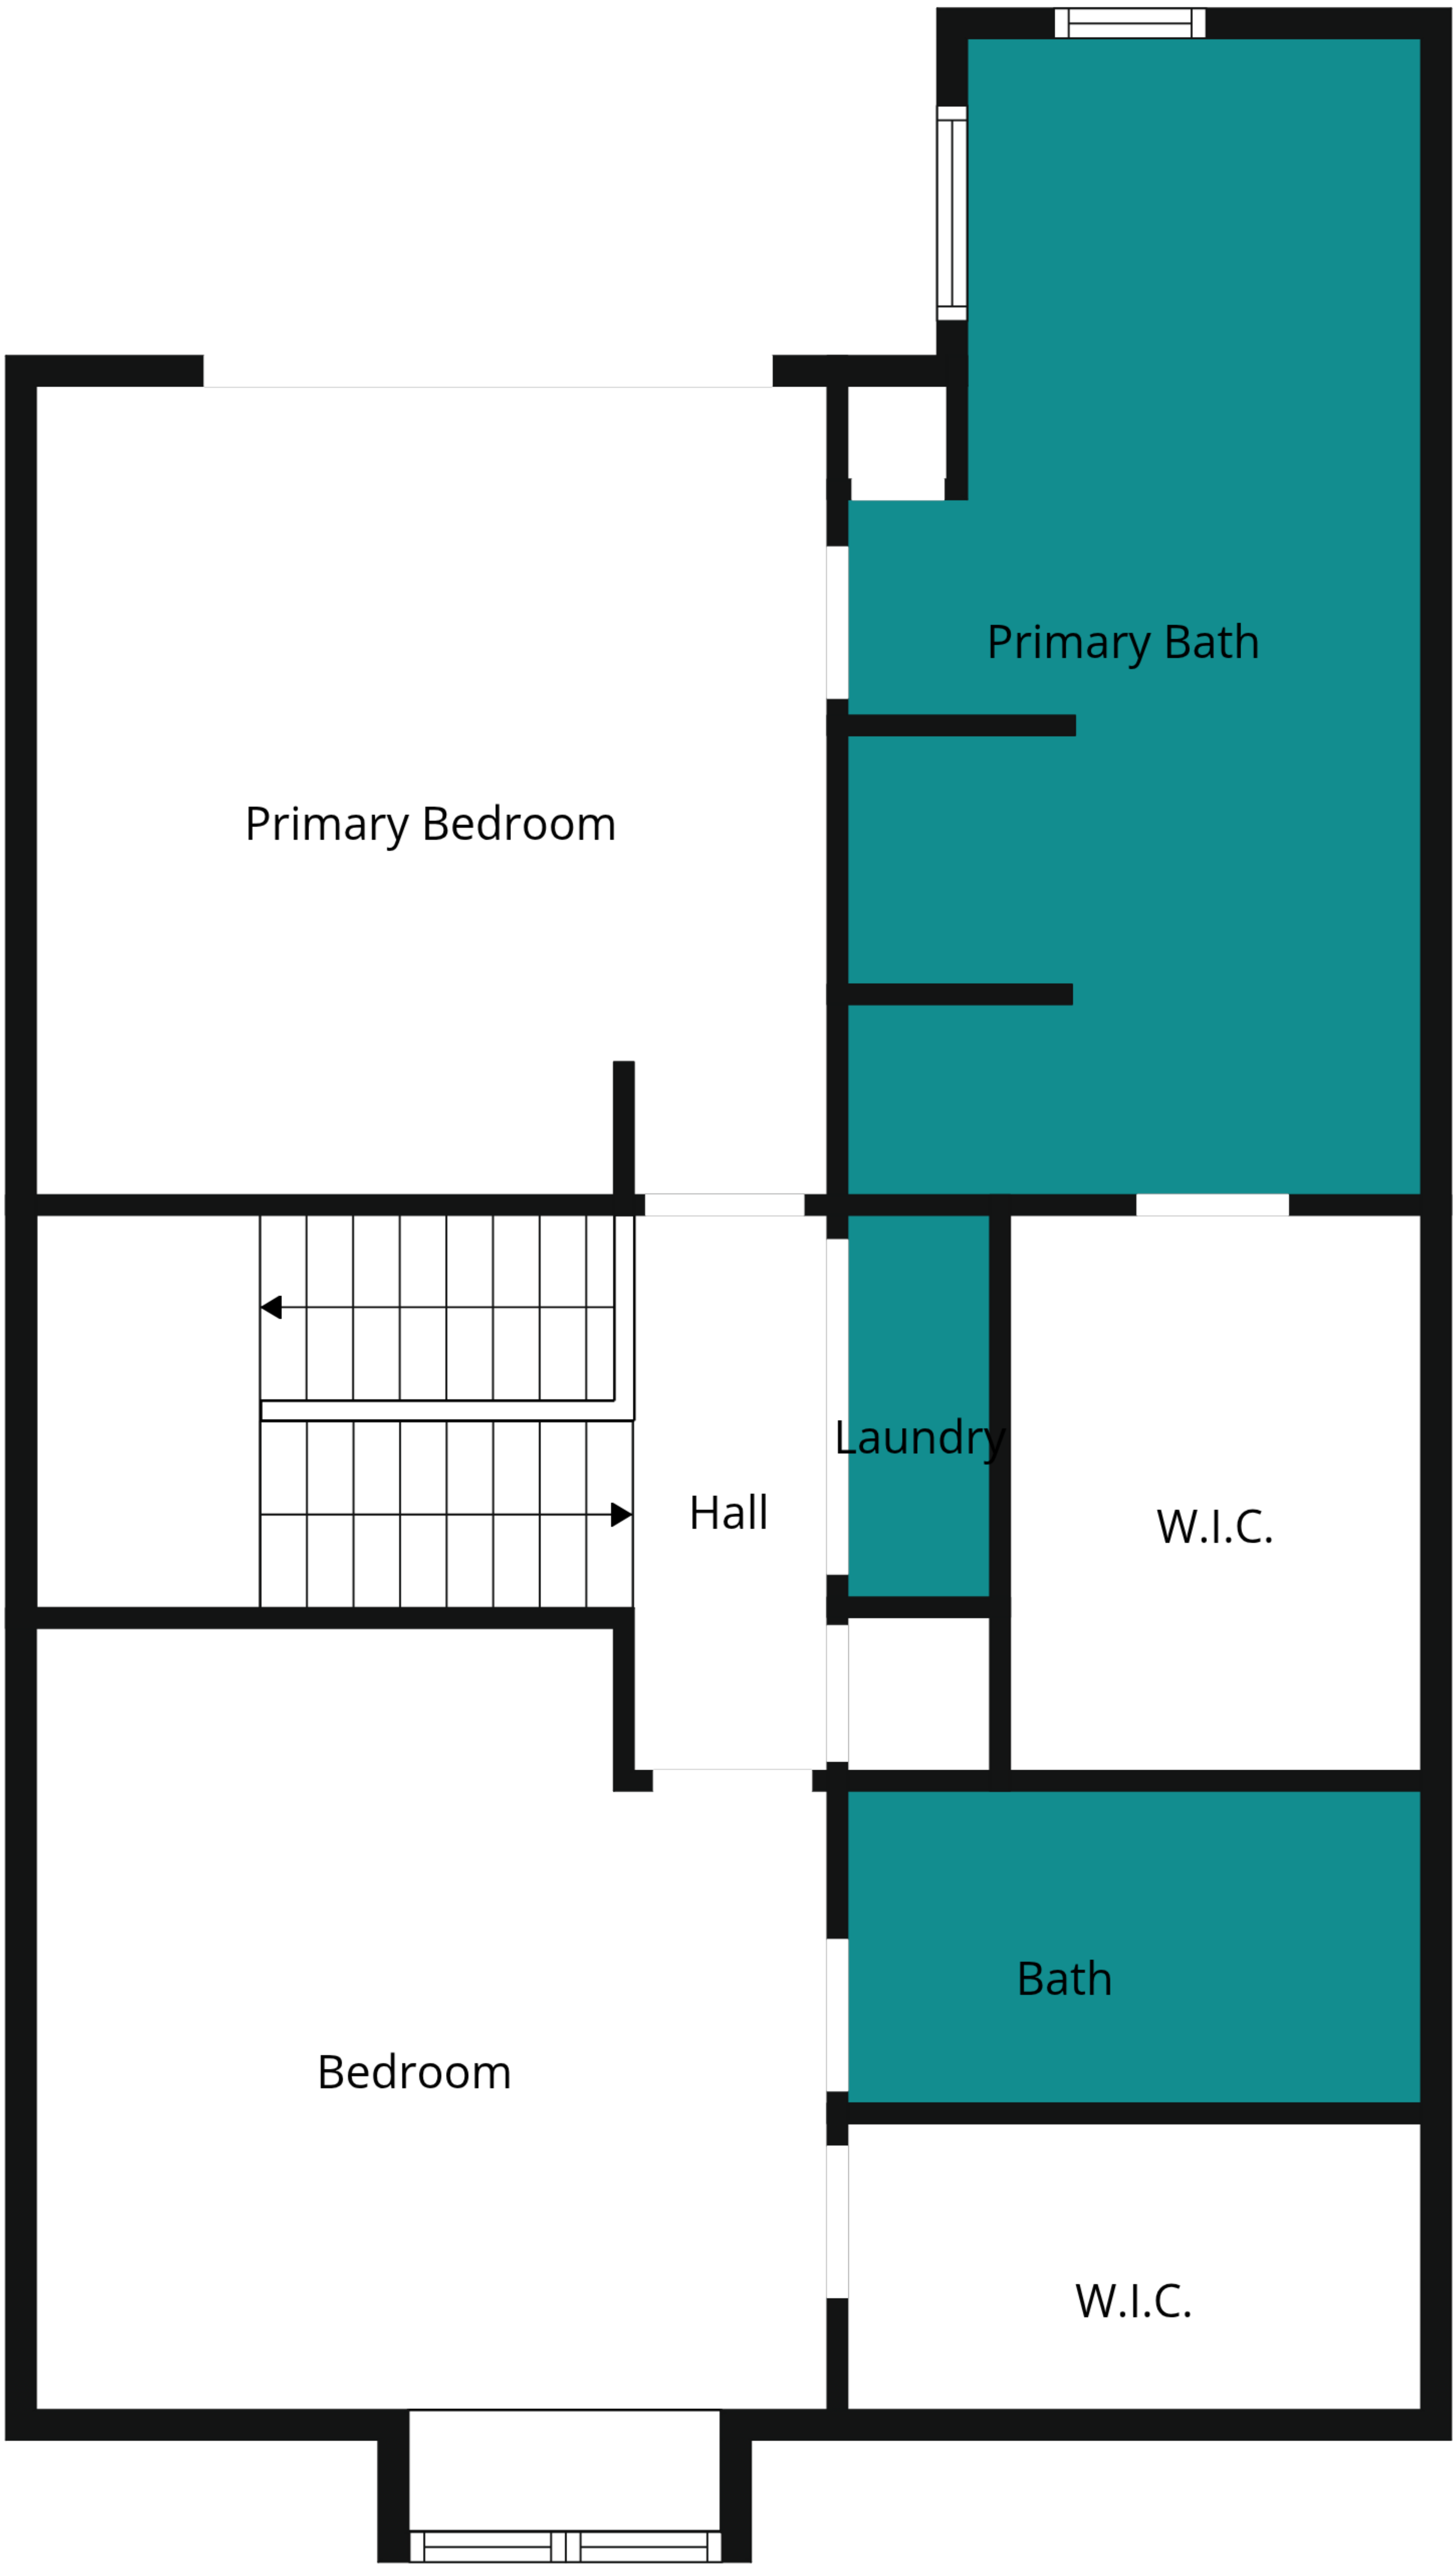 Primary Bath
Primary Bedroom
Laundry
Hall
W.I.C.
Bath
Bedroom
W.I.C.